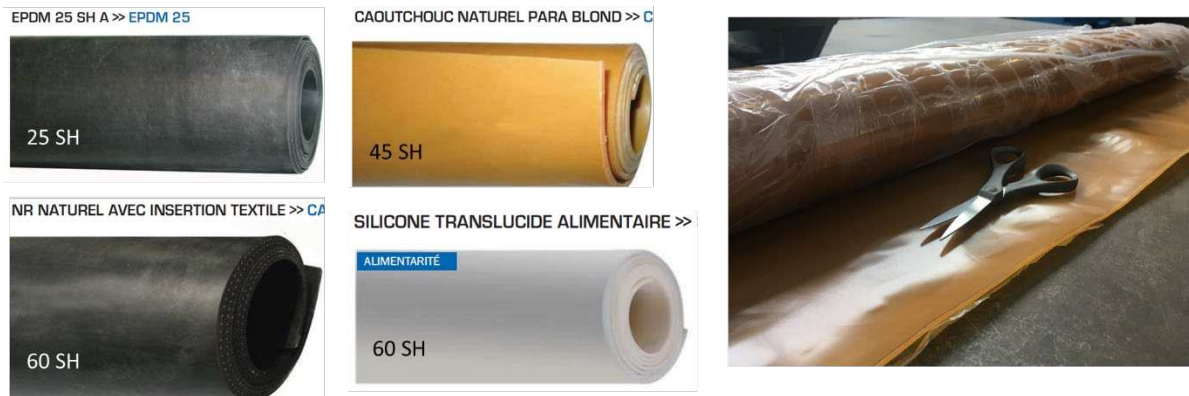 EPDM 25 SH A >> EPDM 25
25 SH
CAOUTCHOUC NATUREL PARA BLOND >> C
45 SH
NR NATUREL AVEC INSERTION TEXTILE >> CA
60 SH
SILICONE TRANSLUCIDE ALIMENTAIRE >>
ALIMENTARITÉ
60 SH